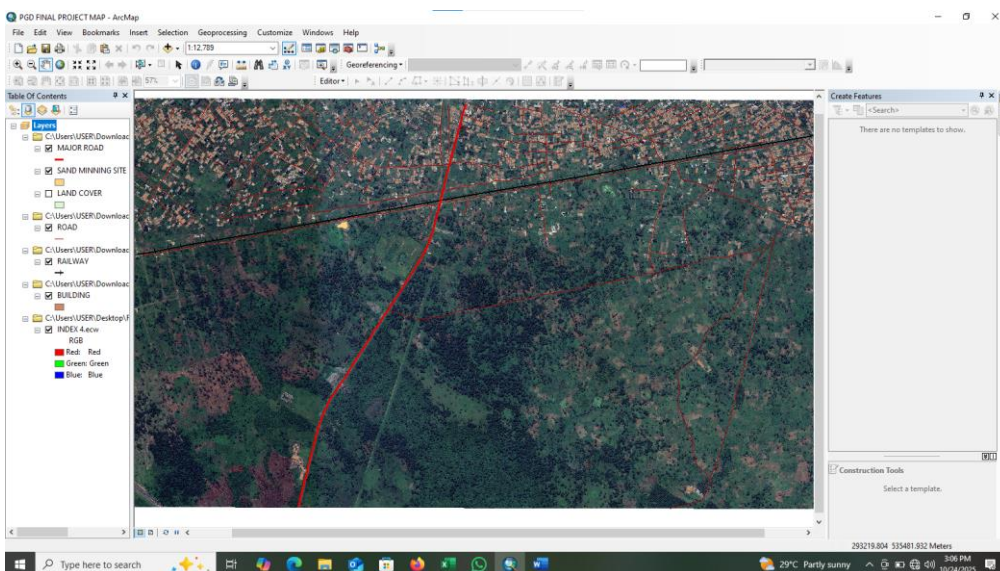 PGD FINAL PROJECT MAP - ArcMap
File Edit View Bookmarks Insert Selection Geoprocessing Customize Windows Help
1:12,789
Georeferencing
57% Editor
Table Of Contents
Layers
C:\Users\USER\Downloac
MAJOR ROAD
SAND MINNING SITE
LAND COVER
C:\Users\USER\Downloac
ROAD
C:\Users\USER\Downloac
RAILWAY
C:\Users\USER\Downloac
BUILDING
C:\Users\USER\Desktop\F
INDEX 4.ecw
RGB
Red: Red
Green: Green
Blue: Blue
Create Features
<Search>
There are no templates to show.
Construction Tools
Select a template.
293219.804 535481.932 Meters
Type here to search
29°C Partly sunny
3:06 PM
10/24/2025